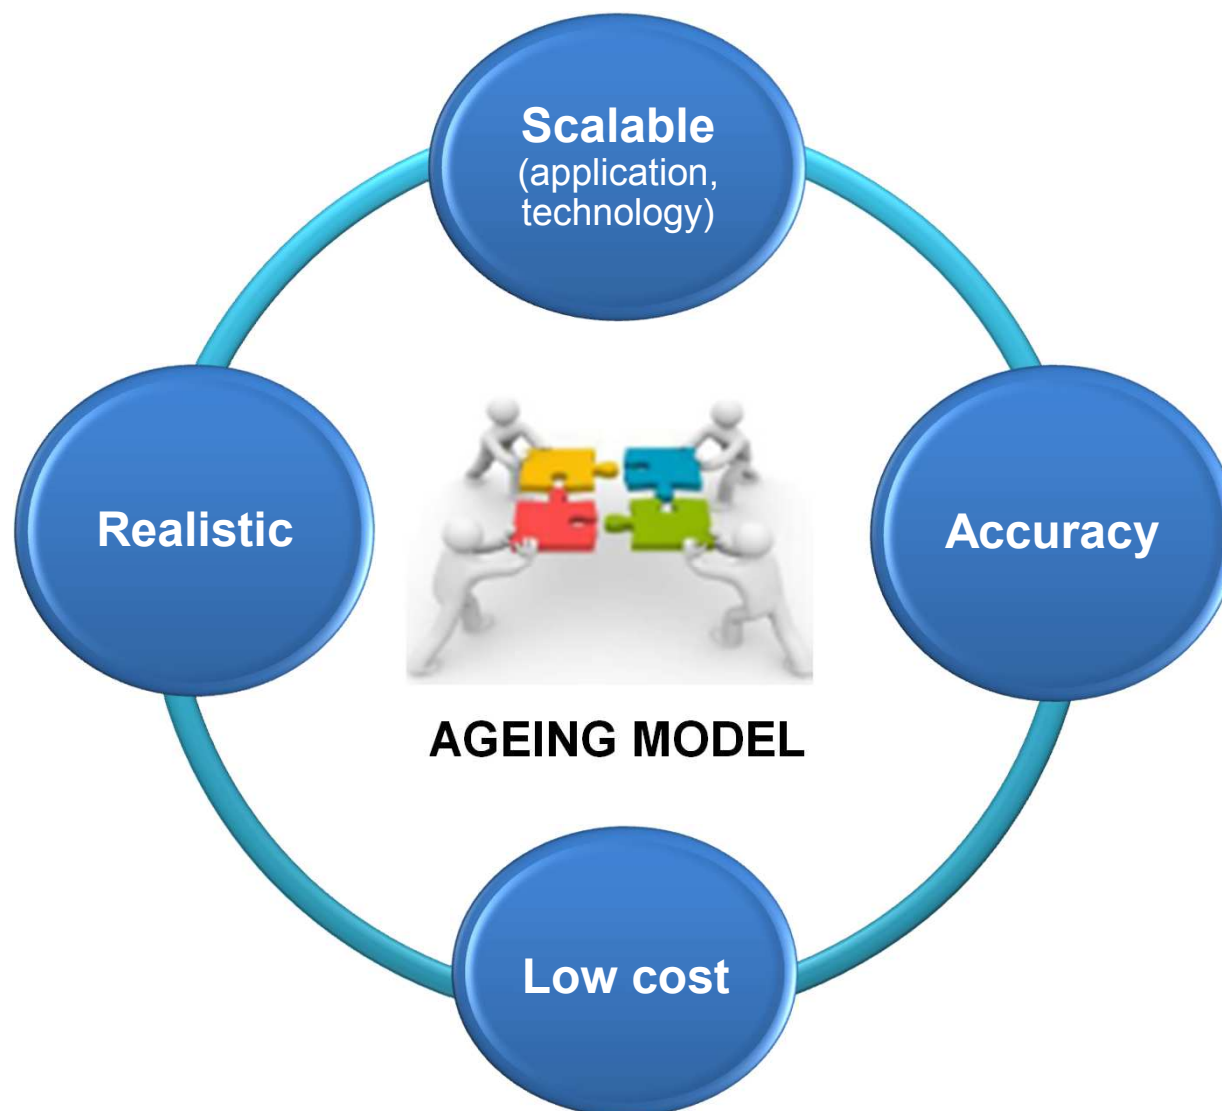 Scalable
(application,
technology)
Realistic
Accuracy
AGEING MODEL
Low cost